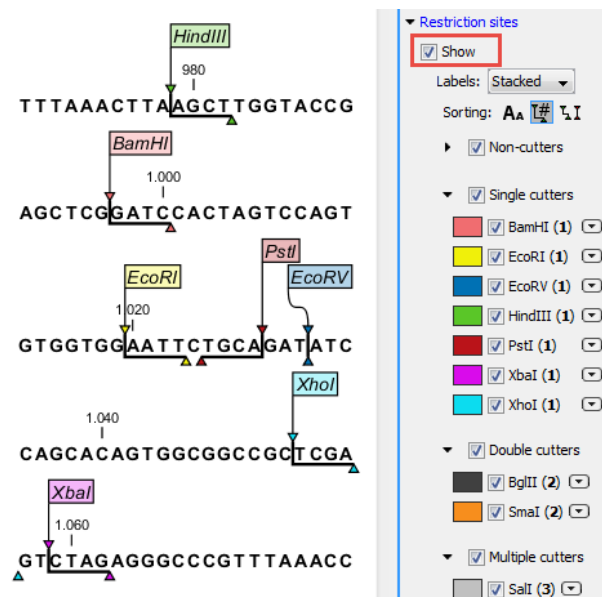 HindIII
980
TTTAAACTTAAGCTTGGTACCG
BamHI
1.000
AGCTCGGATCCACTAGTCCAGT
PstI
EcoRI
EcoRV
1.020
GTGGTGGAATTCTGCAGATATC
XhoI
1.040
CAGCACAGTGGCGGCCGCTCGA
XbaI
1.060
GTCTAGAGGGCCCGTTTAAACC
Restriction sites
Show
Labels: Stacked
Sorting: AA
Non-cutters
Single cutters
BamHI (1)
EcoRI (1)
EcoRV (1)
HindIII (1)
PstI (1)
XbaI (1)
XhoI (1)
Double cutters
BglII (2)
SmaI (2)
Multiple cutters
SalI (3)